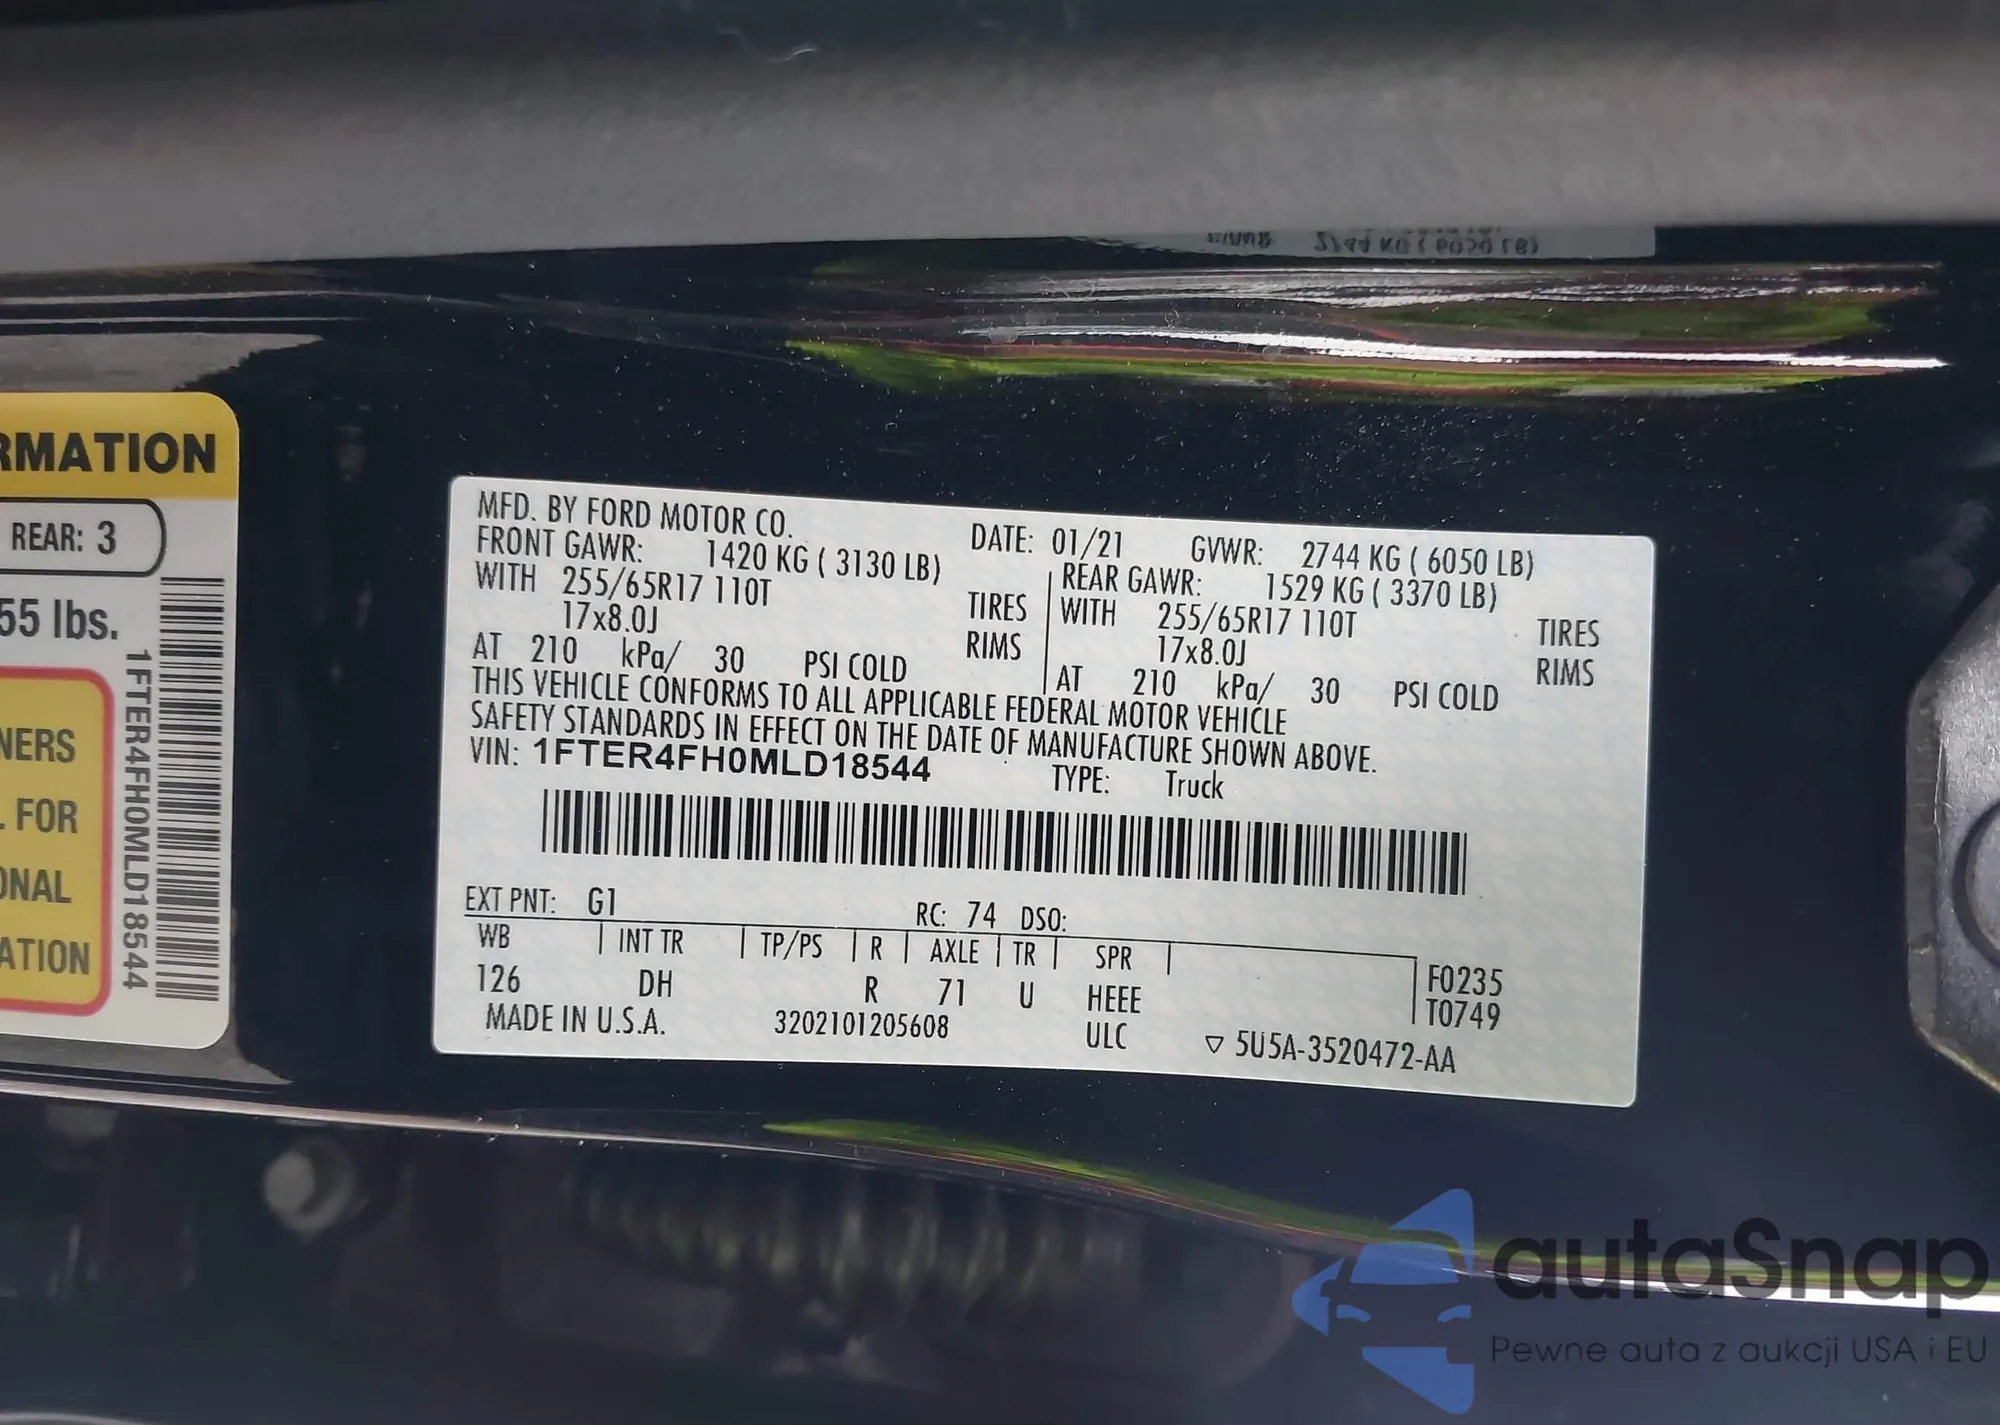 RMATION
REAR: 3
55 lbs.
NERS
. FOR
ONAL
ATION
1FTER4FH0MLD18544
MFD. BY FORD MOTOR CO.
DATE: 01/21 GVWR: 2744 KG ( 6050 LB)
FRONT GAWR: 1420 KG ( 3130 LB) REAR GAWR: 1529 KG ( 3370 LB)
WITH 255/65R17 110T TIRES WITH 255/65R17 110T TIRES
17x8.0J RIMS 17x8.0J RIMS
AT 210 kPa/ 30 PSI COLD AT 210 kPa/ 30 PSI COLD
THIS VEHICLE CONFORMS TO ALL APPLICABLE FEDERAL MOTOR VEHICLE
SAFETY STANDARDS IN EFFECT ON THE DATE OF MANUFACTURE SHOWN ABOVE.
VIN: 1FTER4FH0MLD18544 TYPE: Truck
EXT PNT: G1 RC: 74 DSO:
WB INT TR TP/PS R AXLE TR SPR
126 DH R 71 U HEEE F0235
T0749
MADE IN U.S.A. 3202101205608 ULC ▽ 5U5A-3520472-AA
autaSnap
Pewne auta z aukcji USA i EU